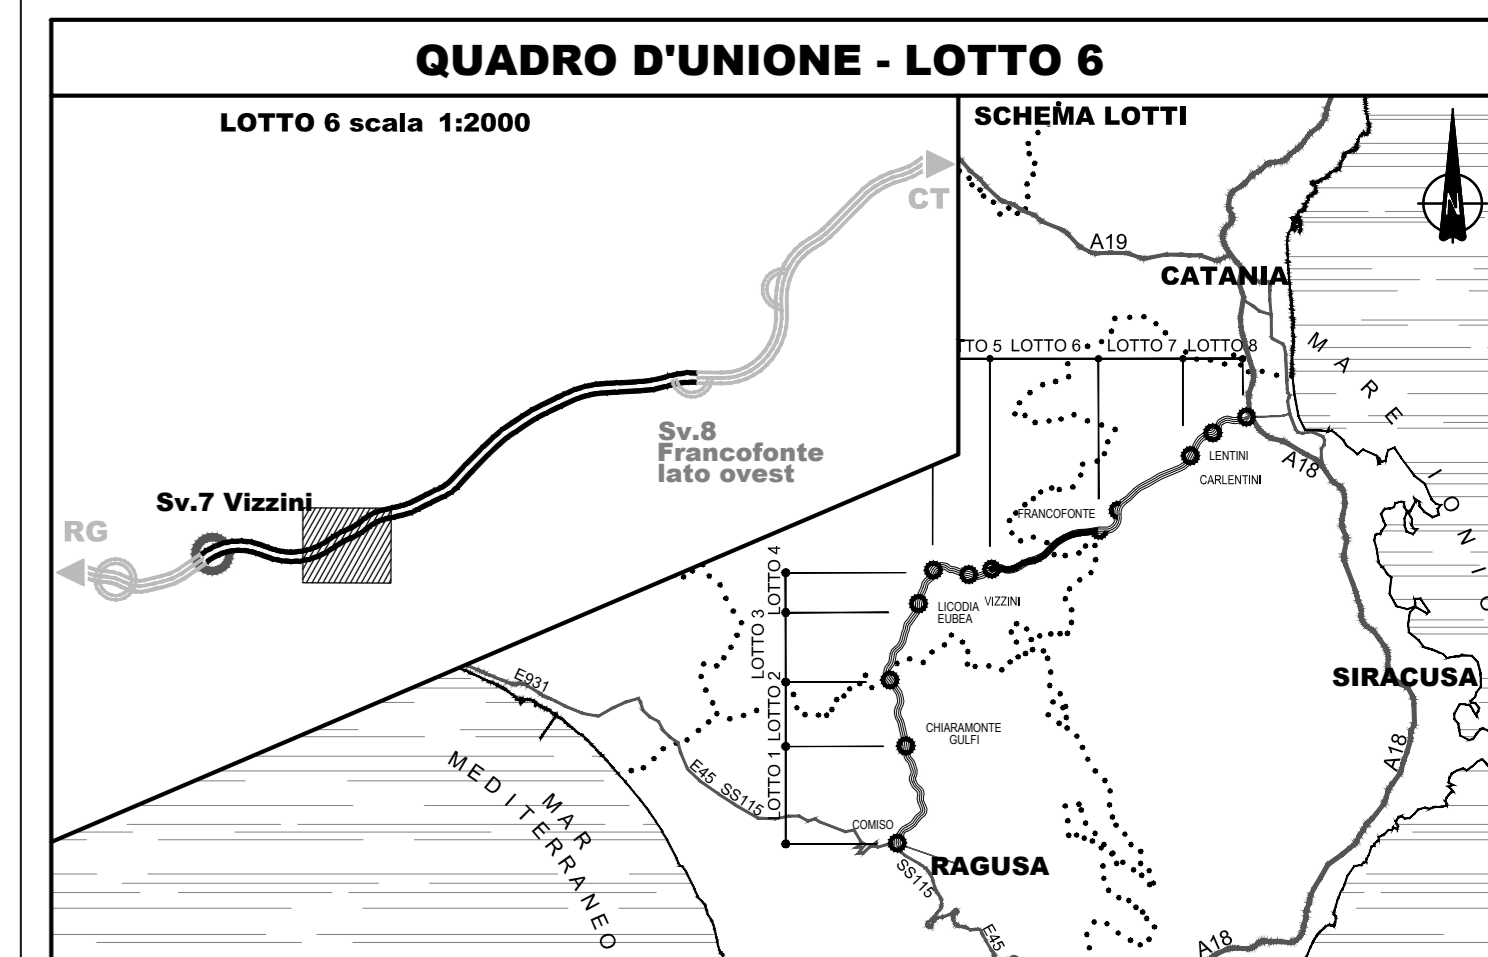 QUADRO D'UNIONE - LOTTO 6
LOTTO 6 scala 1:2000
SCHEMA LOTTI
CT
N
A19
CATANIA
TTO 5
LOTTO 6
LOTTO 7
LOTTO 8
MARE
IONIO
Sv.8
Francofonte
lato ovest
LENTINI
CARLENTINI
A18
Sv.7 Vizzini
RG
FRANCOFONTE
LOTTO 4
LOTTO 3
LOTTO 2
LOTTO 1
VIZZINI
LICODIA
EUBEA
SIRACUSA
E931
CHIARAMONTE
GULFI
A18
MAR
MEDITERRANEO
E45
SS115
COMISO
RAGUSA
SS115
E45
A18